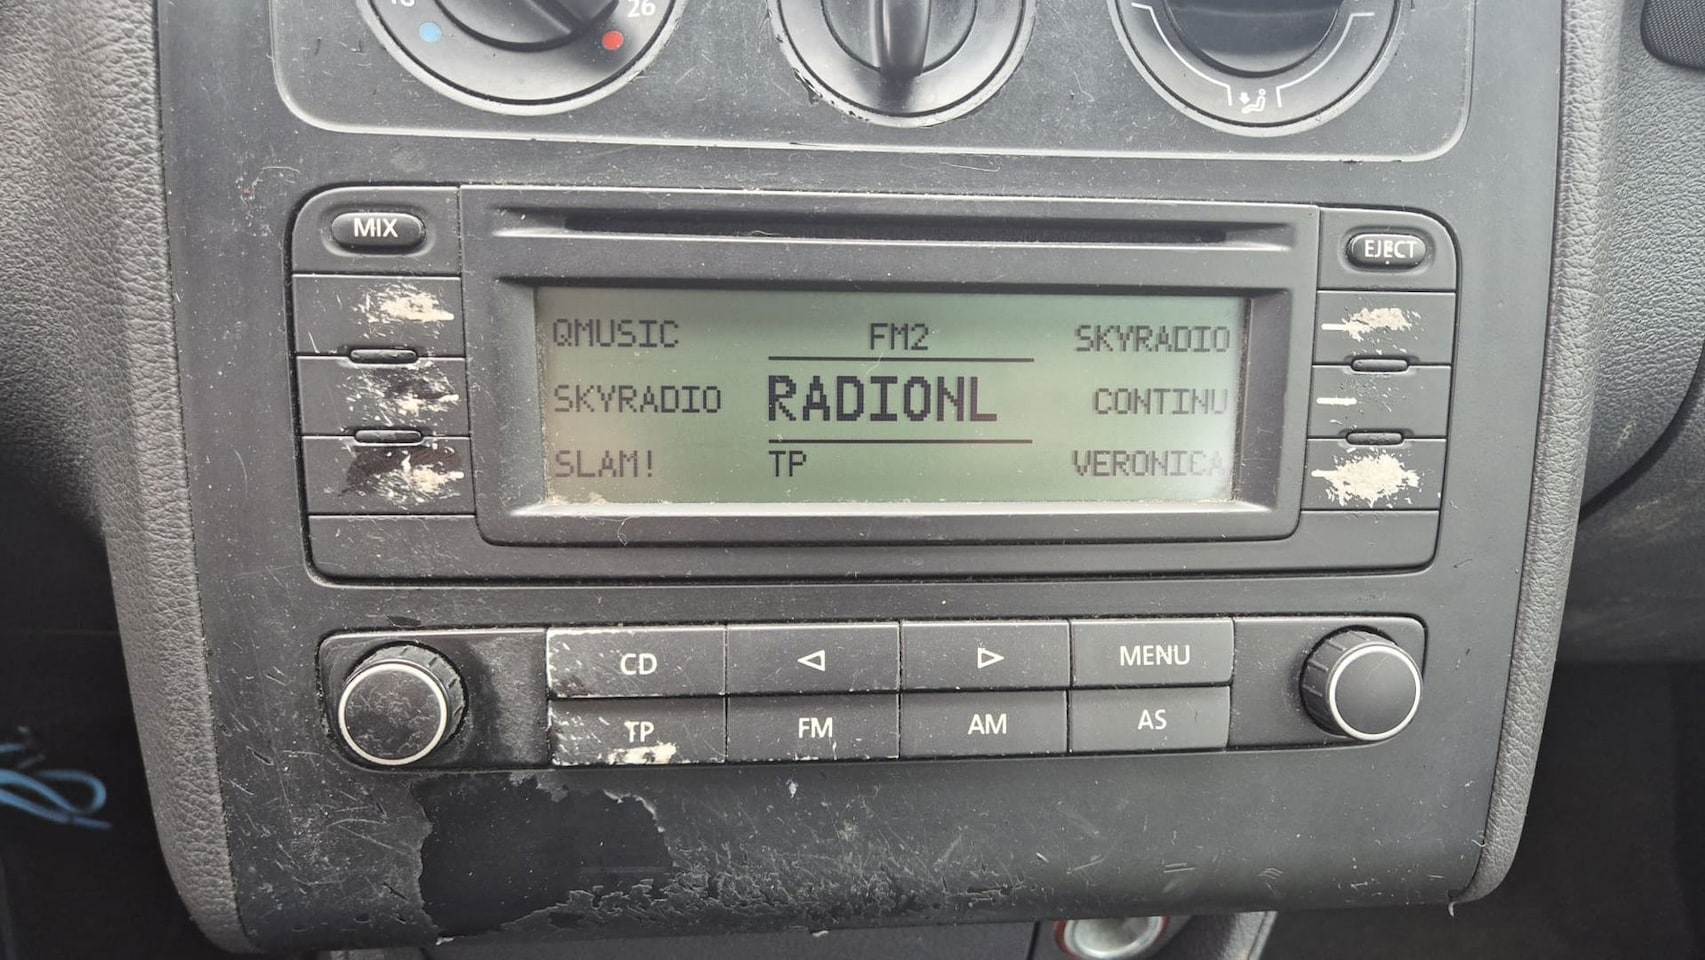 26
MIX
EJECT
QMUSIC FM2 SKYRADIO
SKYRADIO RADIONL CONTINU
SLAM! TP VERONICA
CD MENU
TP FM AM AS